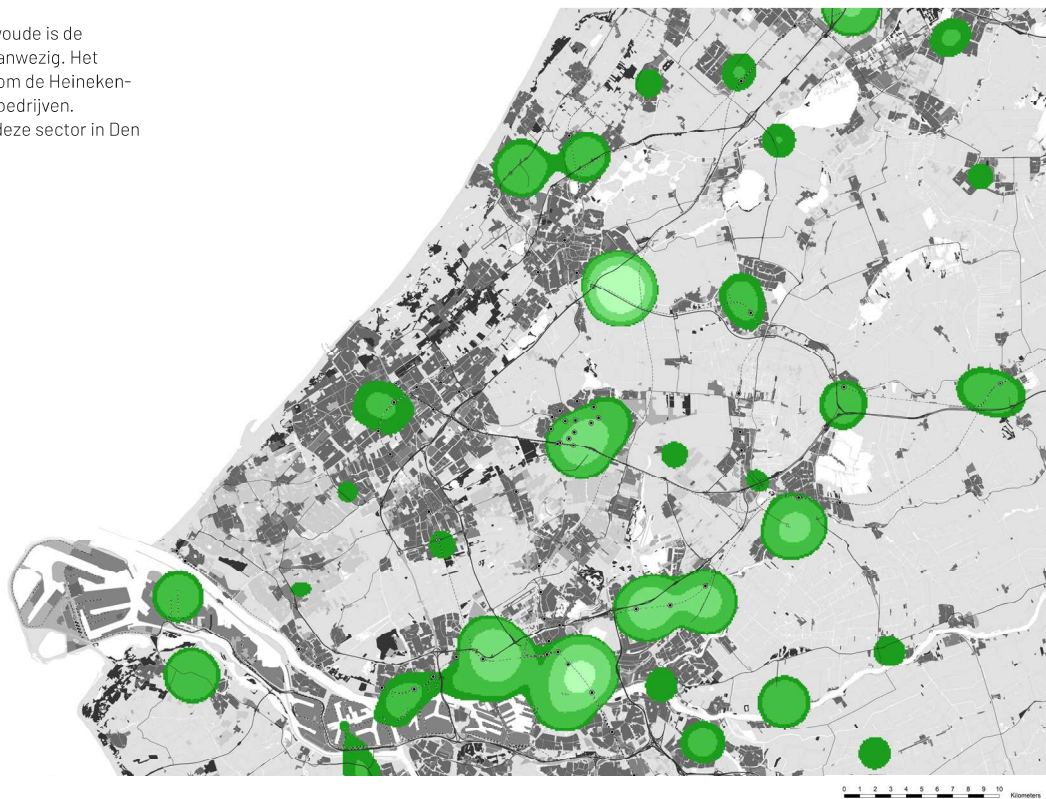 voude is de
anwezig. Het
om de Heineken-
bedrijven.
deze sector in Den
0 1 2 3 4 5 6 7 8 9 10
Kilometers